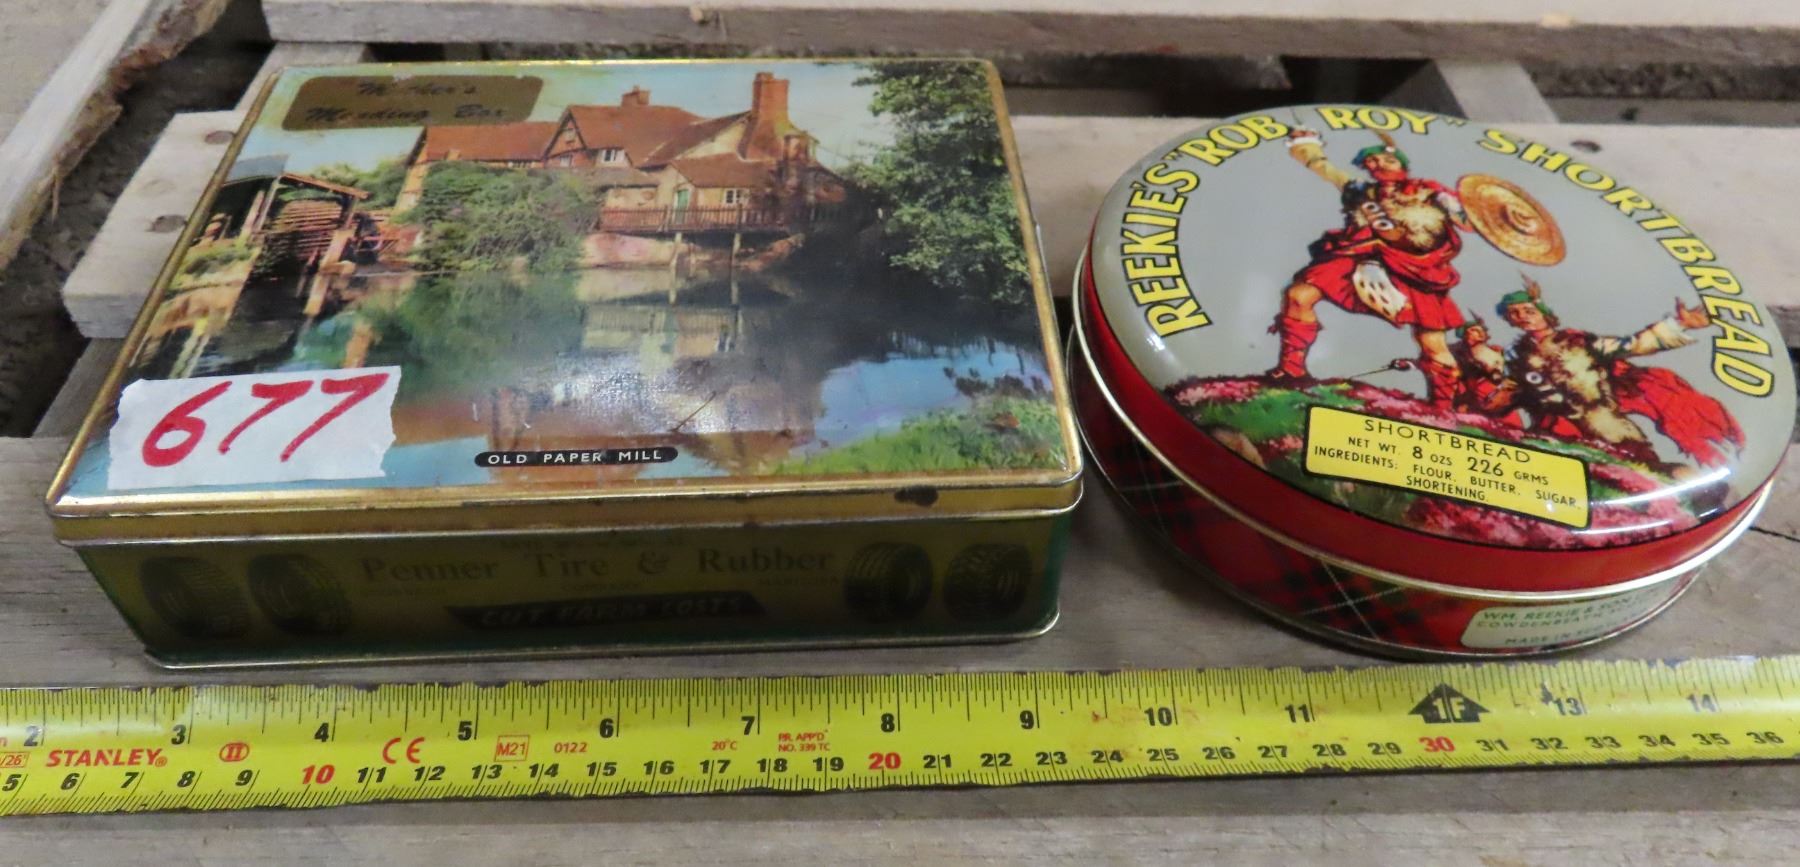 Mother's
Mending Box
677
OLD PAPER MILL
Penner Tire & Rubber
COMPANY
MANITOBA
CUT FARM COSTS
REEKIE'S "ROB ROY" SHORTBREAD
SHORTBREAD
NET WT. 8 OZS 226 GRMS
INGREDIENTS: FLOUR, BUTTER, SUGAR,
SHORTENING.
WM. REEKIE & SON
COWDENBEATH
MADE IN
2 3 4 5 6 7 8 9 10 11 1F 13 14
STANLEY® II CE M21 0122 20°C PR. APP'D
NO. 339 TC
5 6 7 8 9 10 11 12 13 14 15 16 17 18 19 20 21 22 23 24 25 26 27 28 29 30 31 32 33 34 35 36